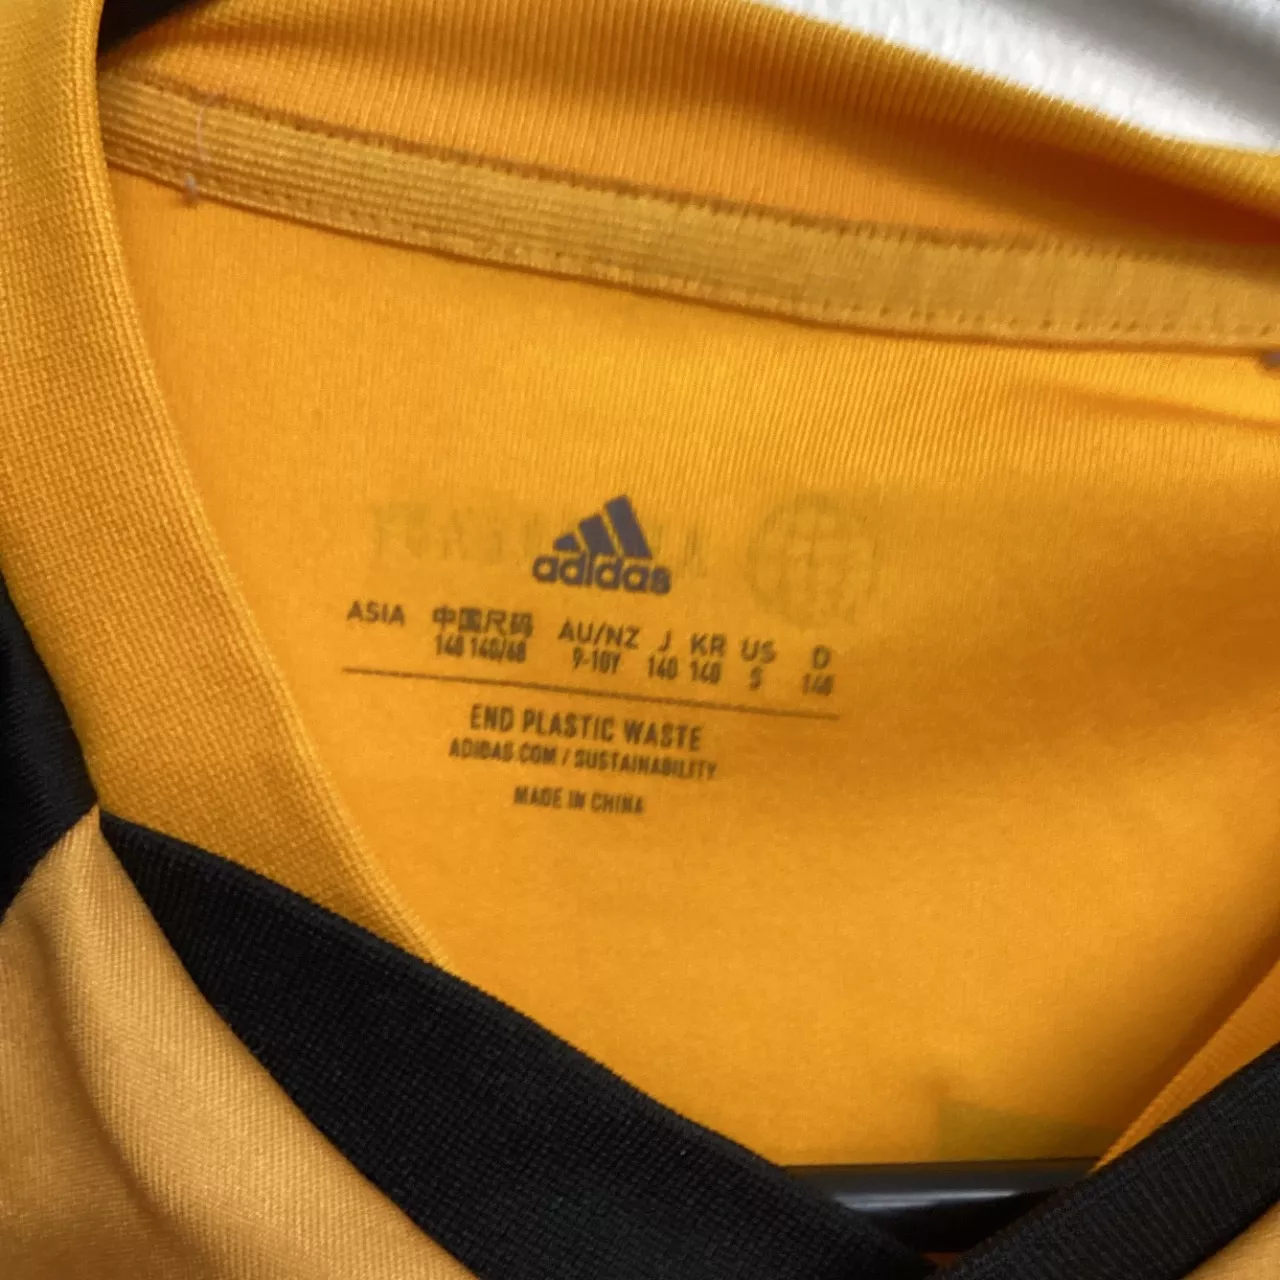 adidas
ASIA 中国尺码 AU/NZ J KR US D
140 140/68 9-10Y 140 140 S 140
END PLASTIC WASTE
ADIDAS.COM / SUSTAINABILITY
MADE IN CHINA